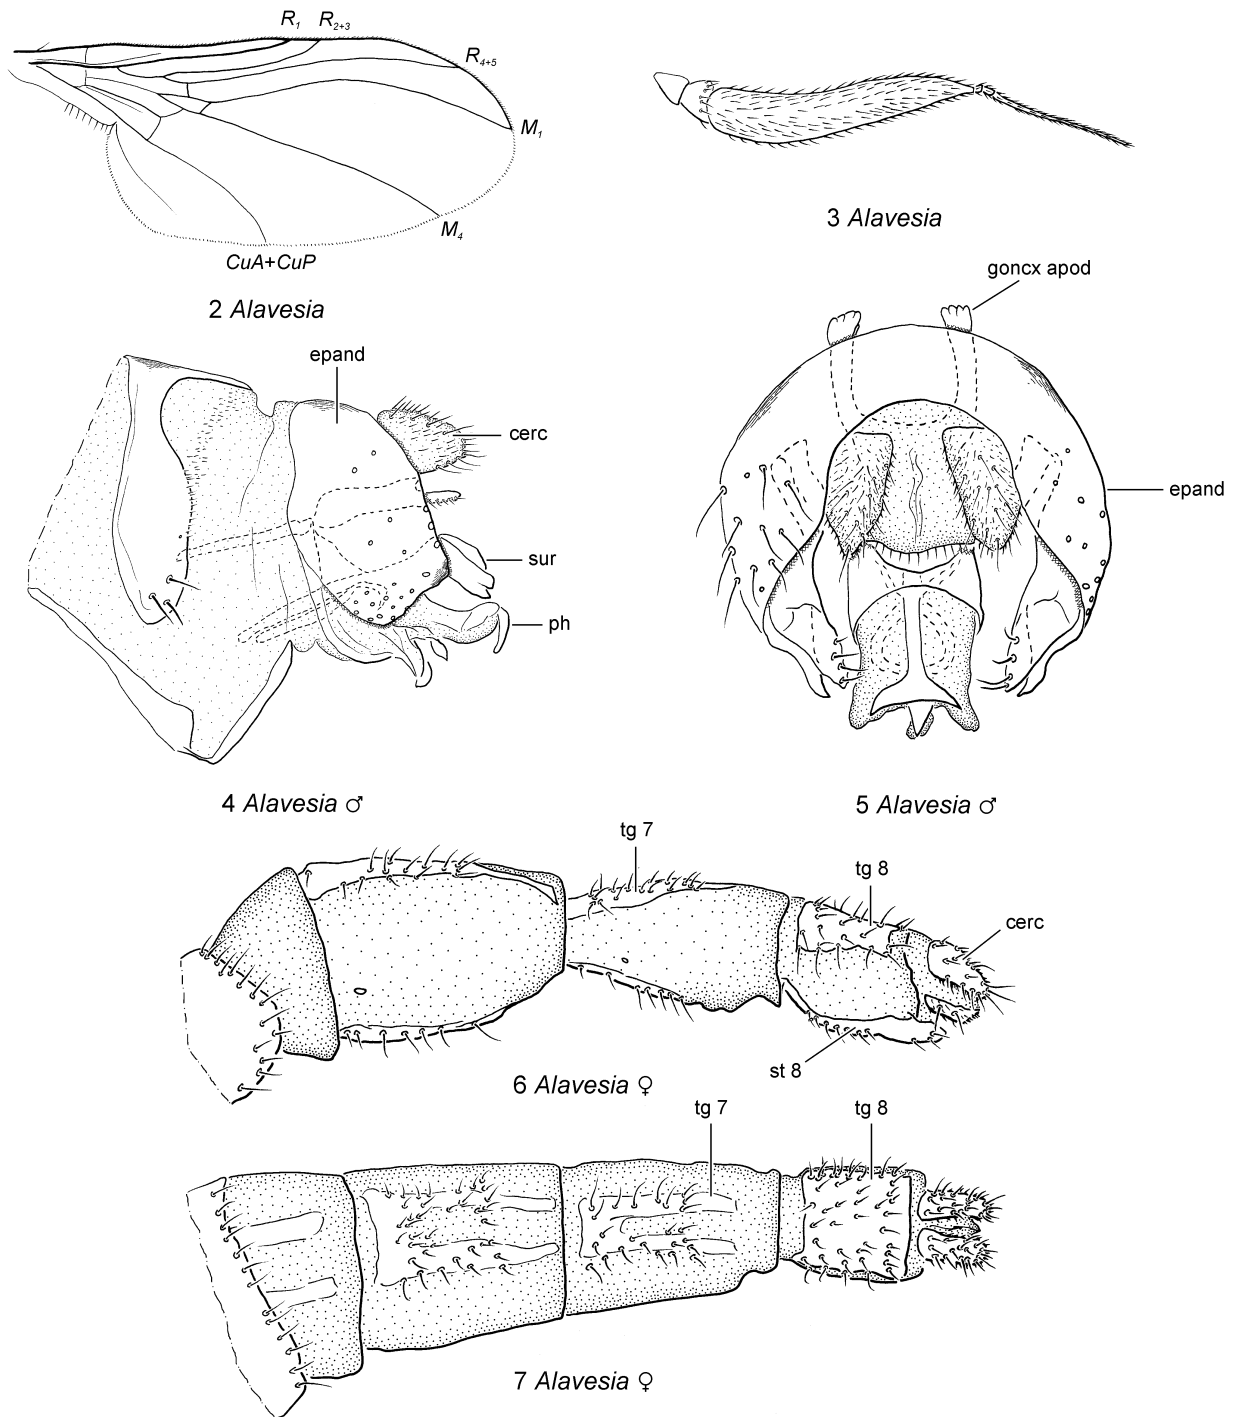 R1 R2+3
R4+5
M1
M4
CuA+CuP
2 Alavesia
3 Alavesia
goncx apod
epand
cerc
sur
ph
epand
4 Alavesia ♂
5 Alavesia ♂
tg 7
tg 8
cerc
st 8
6 Alavesia ♀
tg 7
tg 8
7 Alavesia ♀